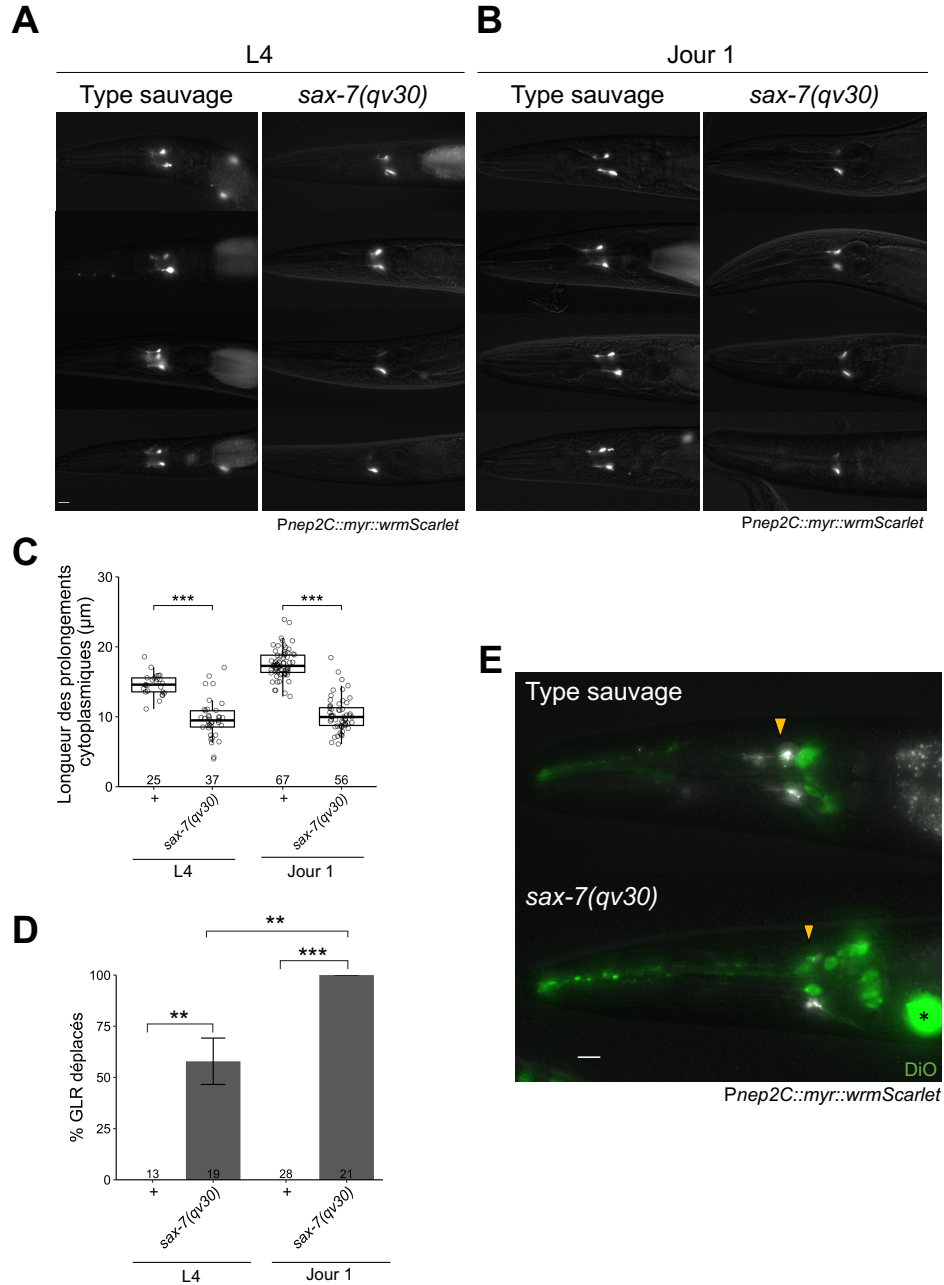 A
B
L4
Jour 1
Type sauvage
sax-7(qv30)
Type sauvage
sax-7(qv30)
Pnep2C::myr::wrmScarlet
Pnep2C::myr::wrmScarlet
C
Longueur des prolongements
cytoplasmiques (μm)
30
20
10
0
***
***
25
37
67
56
+
sax-7(qv30)
+
sax-7(qv30)
L4
Jour 1
D
% GLR déplacés
100
75
50
25
0
**
**
***
13
19
28
21
+
sax-7(qv30)
+
sax-7(qv30)
L4
Jour 1
E
Type sauvage
sax-7(qv30)
*
DiO
Pnep2C::myr::wrmScarlet